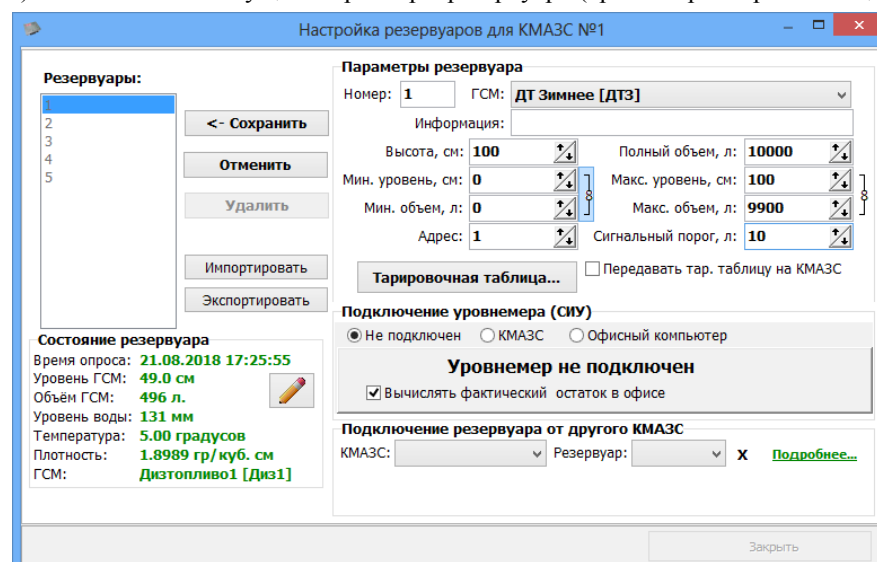 Настройка резервуаров для КМАЗС №1
Резервуары:
1
2
3
4
5
<- Сохранить
Отменить
Удалить
Импортировать
Экспортировать
Состояние резервуара
Время опроса: 21.08.2018 17:25:55
Уровень ГСМ: 49.0 см
Объём ГСМ: 496 л.
Уровень воды: 131 мм
Температура: 5.00 градусов
Плотность: 1.8989 гр/куб. см
ГСМ: Дизтопливо1 [Диз1]
Параметры резервуара
Номер: 1 ГСМ: ДТ Зимнее [ДТЗ]
Информация:
Высота, см: 100 Полный объем, л: 10000
Мин. уровень, см: 0 Макс. уровень, см: 100
Мин. объем, л: 0 Макс. объем, л: 9900
Адрес: 1 Сигнальный порог, л: 10
Тарировочная таблица... Передавать тар. таблицу на КМАЗС
Подключение уровнемера (СИУ)
Не подключен КМАЗС Офисный компьютер
Уровнемер не подключен
Вычислять фактический остаток в офисе
Подключение резервуара от другого КМАЗС
КМАЗС: Резервуар: X Подробнее...
Закрыть